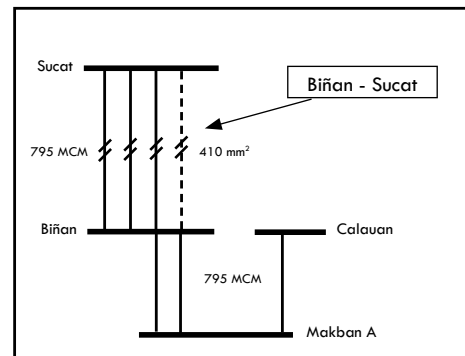 Sucat
Biñan - Sucat
795 MCM
410 mm²
Biñan
Calauan
795 MCM
Makban A